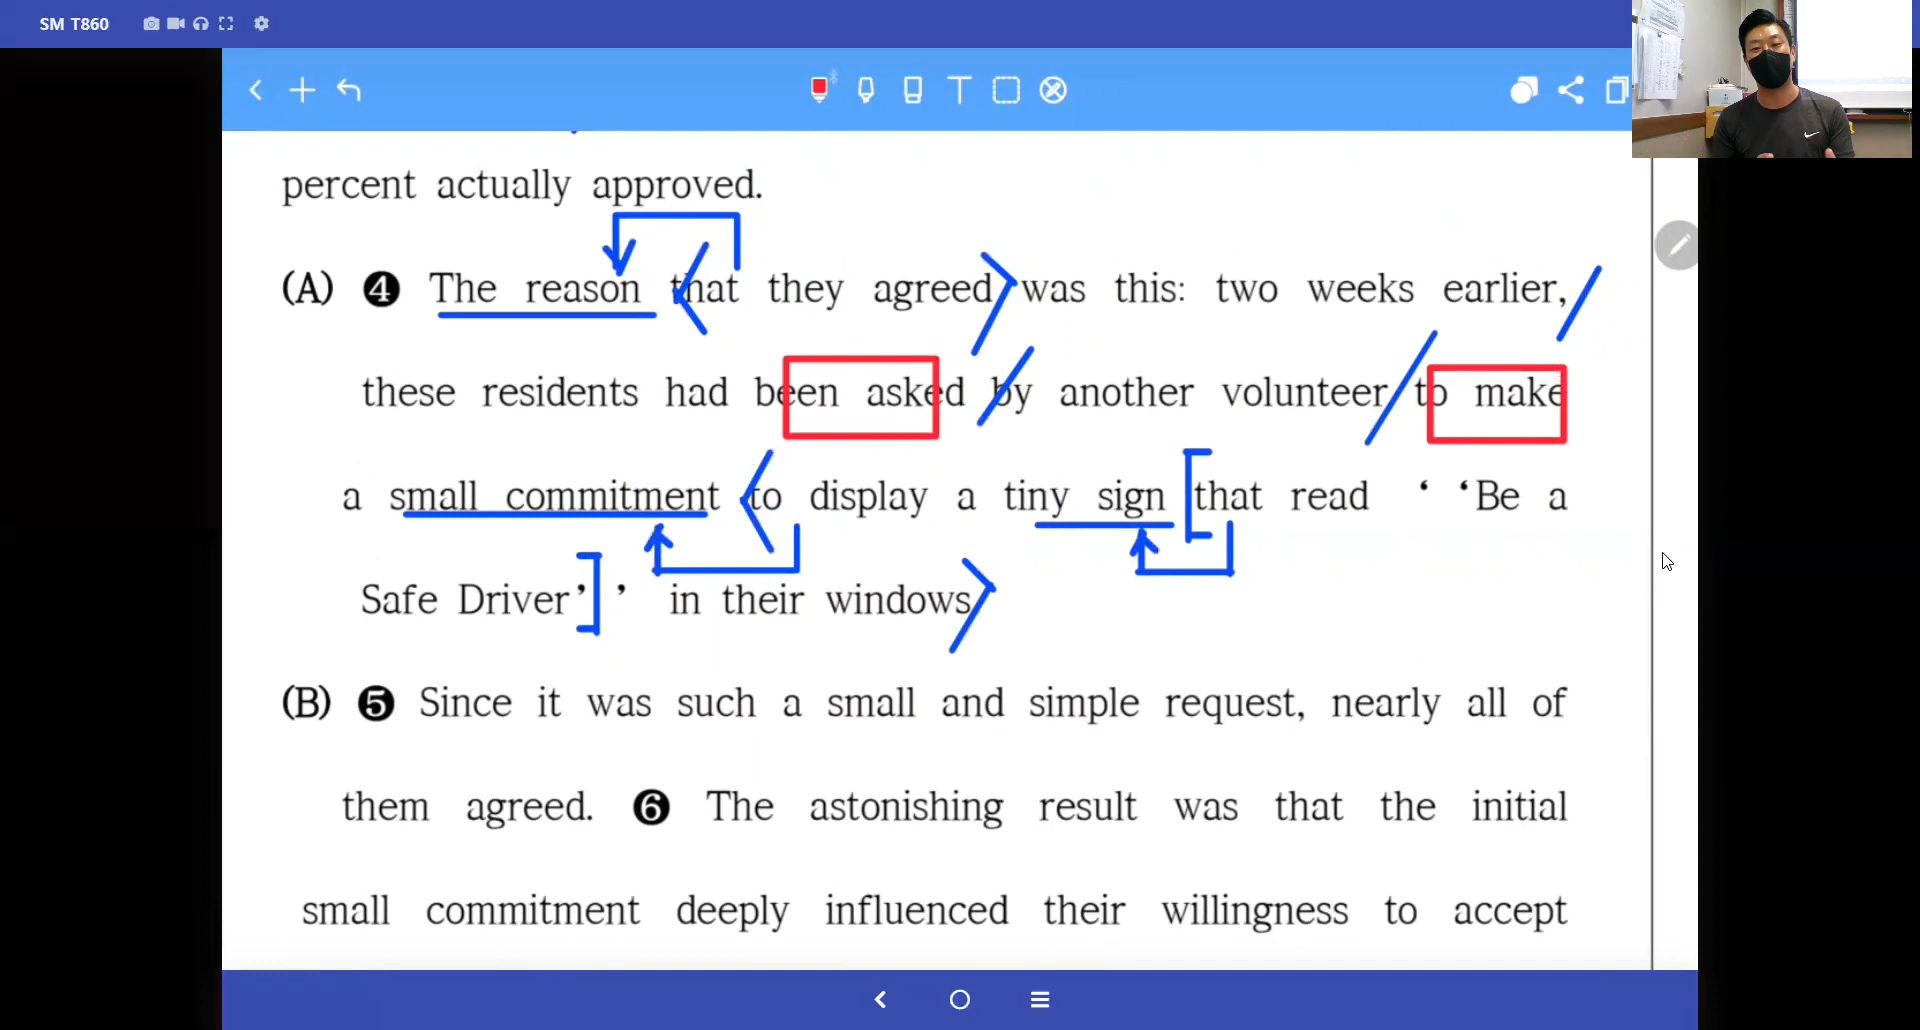 SM T860
percent actually approved.
(A) ❹ The reason that they agreed was this: two weeks earlier,
these residents had been asked by another volunteer to make
a small commitment to display a tiny sign that read ‘ ‘Be a
Safe Driver’ ’ in their windows
(B) ❺ Since it was such a small and simple request, nearly all of
them agreed. ❻ The astonishing result was that the initial
small commitment deeply influenced their willingness to accept